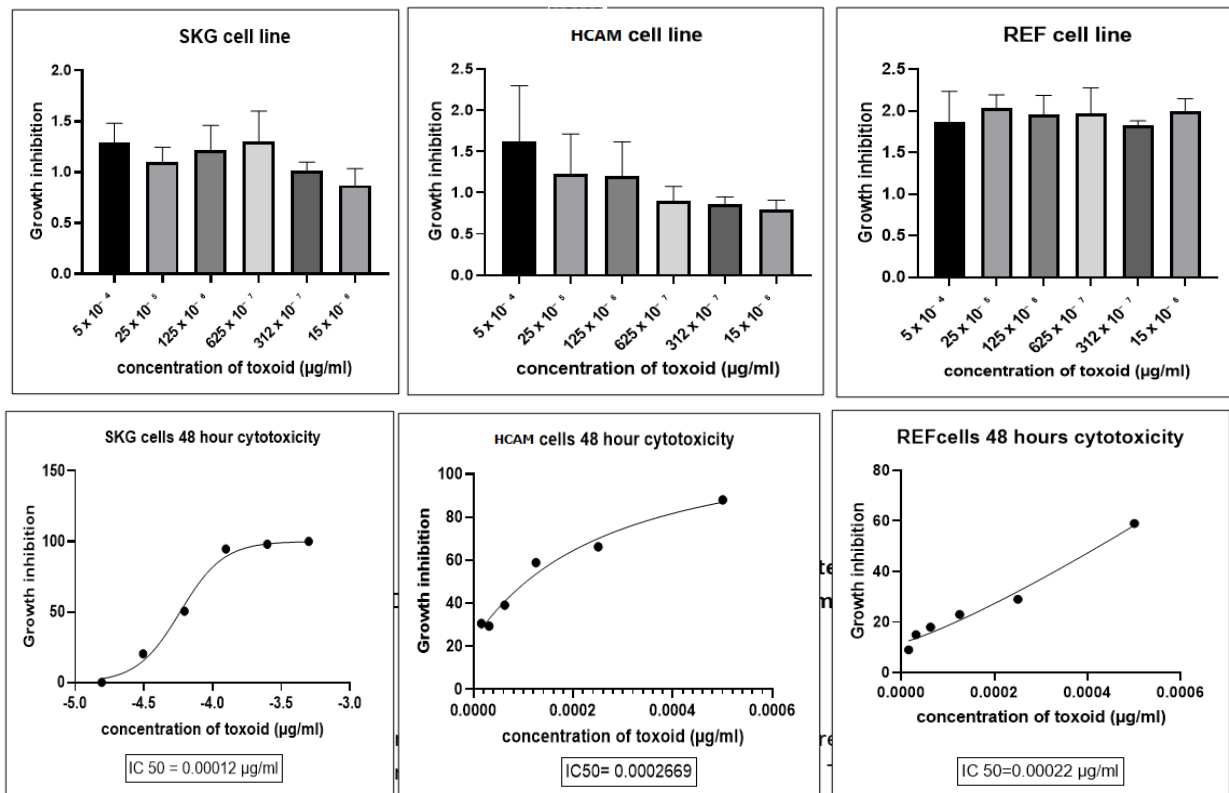 SKG cell line
2.0
1.5
1.0
0.5
0.0
Growth inhibition
5 x 10⁻⁴
25 x 10⁻⁵
125 x 10⁻⁶
625 x 10⁻⁷
312 x 10⁻⁷
15 x 10⁻⁶
concentration of toxoid (µg/ml)
HCAM cell line
2.5
2.0
1.5
1.0
0.5
0.0
Growth inhibition
5 x 10⁻⁴
25 x 10⁻⁵
125 x 10⁻⁶
625 x 10⁻⁷
312 x 10⁻⁷
15 x 10⁻⁶
concentration of toxoid (µg/ml)
REF cell line
2.5
2.0
1.5
1.0
0.5
0.0
Growth inhibition
5 x 10⁻⁴
25 x 10⁻⁵
125 x 10⁻⁶
625 x 10⁻⁷
312 x 10⁻⁷
15 x 10⁻⁶
concentration of toxoid (µg/ml)
SKG cells 48 hour cytotoxicity
150
100
50
0
Growth inhibition
-5.0 -4.5 -4.0 -3.5 -3.0
concentration of toxoid (µg/ml)
IC 50 = 0.00012 µg/ml
HCAM cells 48 hour cytotoxicity
100
80
60
40
20
0
Growth inhibition
0.0000 0.0002 0.0004 0.0006
concentration of toxoid (µg/ml)
IC50= 0.0002669
REFcells 48 hours cytotoxicity
80
60
40
20
0
Growth inhibition
0.0000 0.0002 0.0004 0.0006
concentration of toxoid (µg/ml)
IC 50=0.00022 µg/ml